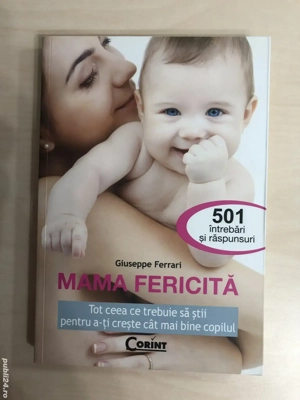 501
întrebări
și răspunsuri
Giuseppe Ferrari
MAMA FERICITĂ
Tot ceea ce trebuie să știi
pentru a-ți crește cât mai bine copilul
CORINT
publi24.ro